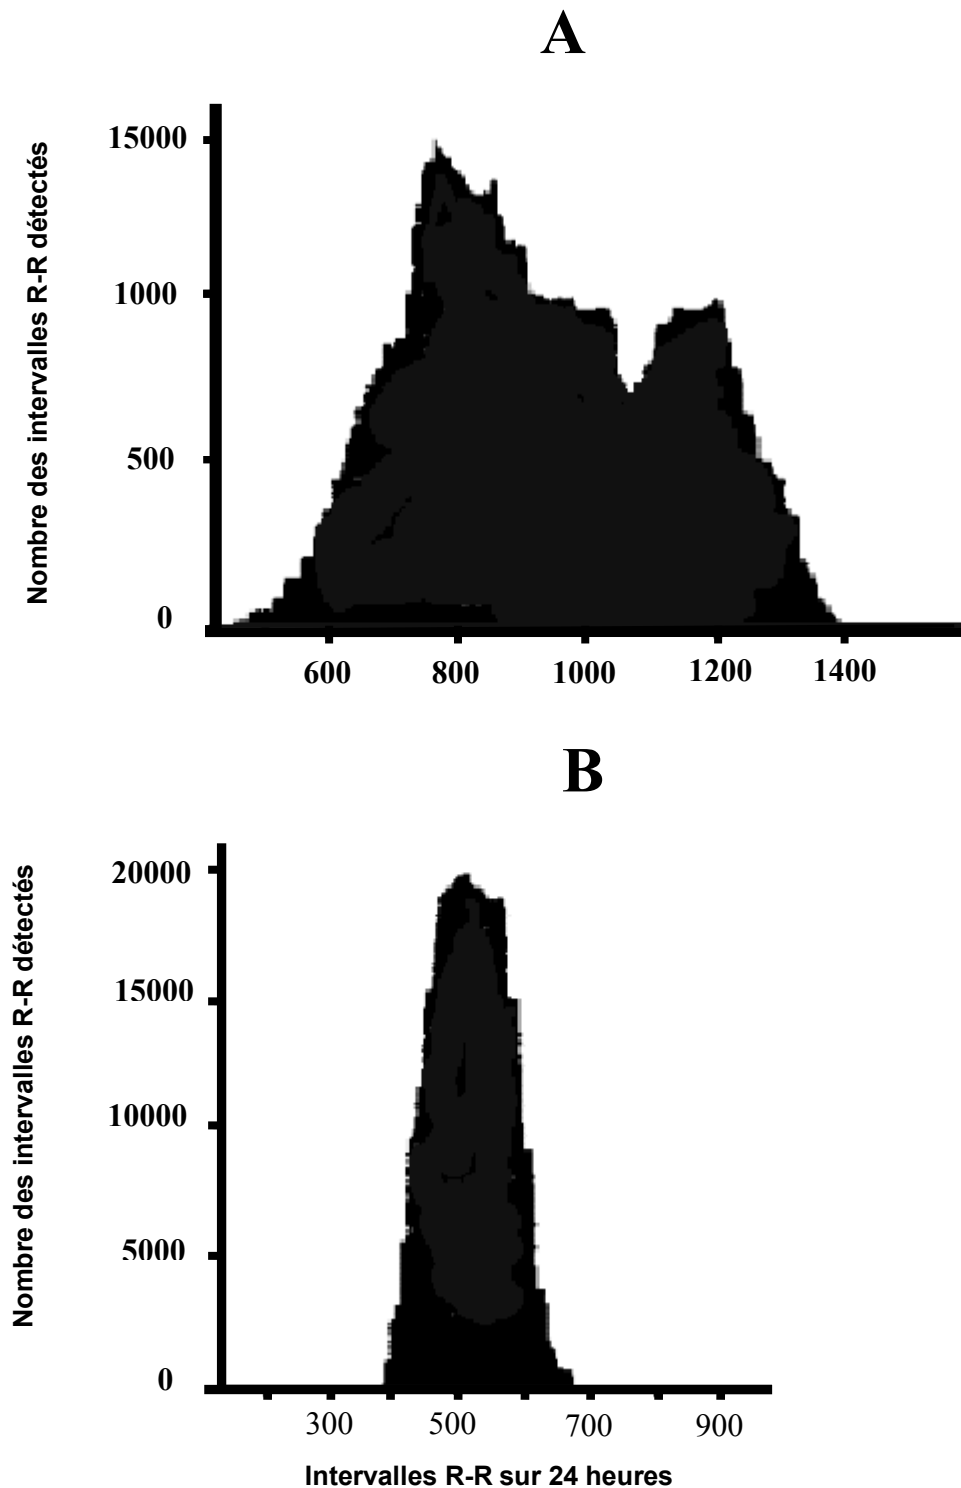 A
Nombre des intervalles R-R détectés
15000
1000
500
0
600 800 1000 1200 1400
B
Nombre des intervalles R-R détectés
20000
15000
10000
5000
0
300 500 700 900
Intervalles R-R sur 24 heures